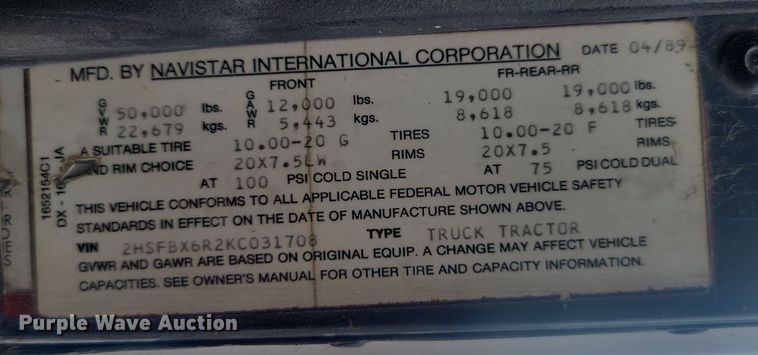 MFD. BY NAVISTAR INTERNATIONAL CORPORATION DATE 04/89
FRONT FR-REAR-RR
GVWR 50,000 lbs. GAWR 12,000 lbs. 19,000 19,000 lbs.
22,679 kgs. 5,443 kgs. 8,618 8,618 kgs.
A SUITABLE TIRE 10.00-20 G TIRES 10.00-20 F TIRES
AND RIM CHOICE 20X7.5LW RIMS 20X7.5 RIMS
AT 100 PSI COLD SINGLE AT 75 PSI COLD DUAL
THIS VEHICLE CONFORMS TO ALL APPLICABLE FEDERAL MOTOR VEHICLE SAFETY
STANDARDS IN EFFECT ON THE DATE OF MANUFACTURE SHOWN ABOVE.
VIN 2HSFBX6R2KC031708 TYPE TRUCK TRACTOR
GVWR AND GAWR ARE BASED ON ORIGINAL EQUIP. A CHANGE MAY AFFECT VEHICLE
CAPACITIES. SEE OWNER'S MANUAL FOR OTHER TIRE AND CAPACITY INFORMATION.
1652154C1
Purple Wave Auction